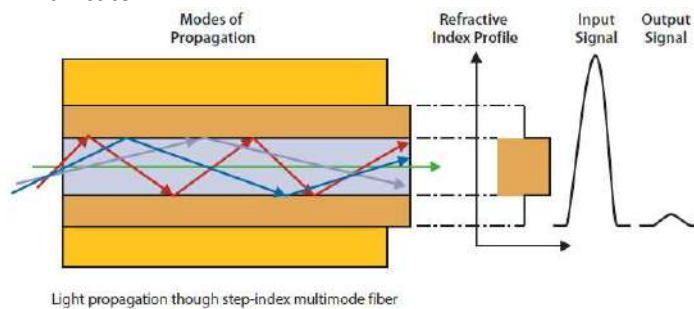 Modes of
Propagation
Refractive
Index Profile
Input
Signal
Output
Signal
Light propagation though step-index multimode fiber